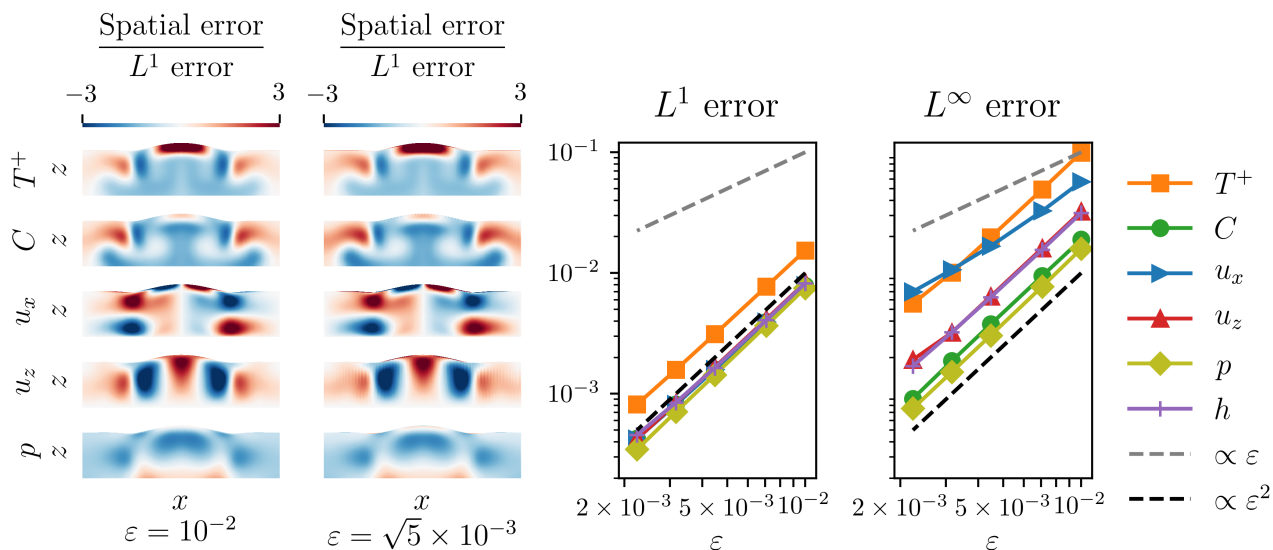 Spatial error
L¹ error
−3 3
Spatial error
L¹ error
−3 3
T⁺ z
C z
u_x z
u_z z
p z
x
ε = 10⁻²
x
ε = √5 × 10⁻³
L¹ error
10⁻¹
10⁻²
10⁻³
2 × 10⁻³ 5 × 10⁻³ 10⁻²
ε
L^∞ error
2 × 10⁻³ 5 × 10⁻³ 10⁻²
ε
T⁺
C
u_x
u_z
p
h
∝ ε
∝ ε²